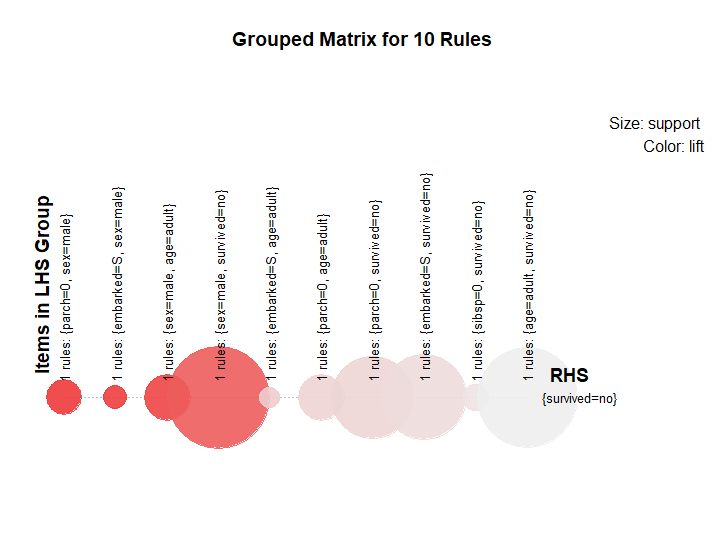 Grouped Matrix for 10 Rules
Size: support
Color: lift
Items in LHS Group
1 rules: {parch=0, sex=male}
1 rules: {embarked=S, sex=male}
1 rules: {sex=male, age=adult}
1 rules: {sex=male, survived=no}
1 rules: {embarked=S, age=adult}
1 rules: {parch=0, age=adult}
1 rules: {parch=0, survived=no}
1 rules: {embarked=S, survived=no}
1 rules: {sibsp=0, survived=no}
1 rules: {age=adult, survived=no}
RHS
{survived=no}